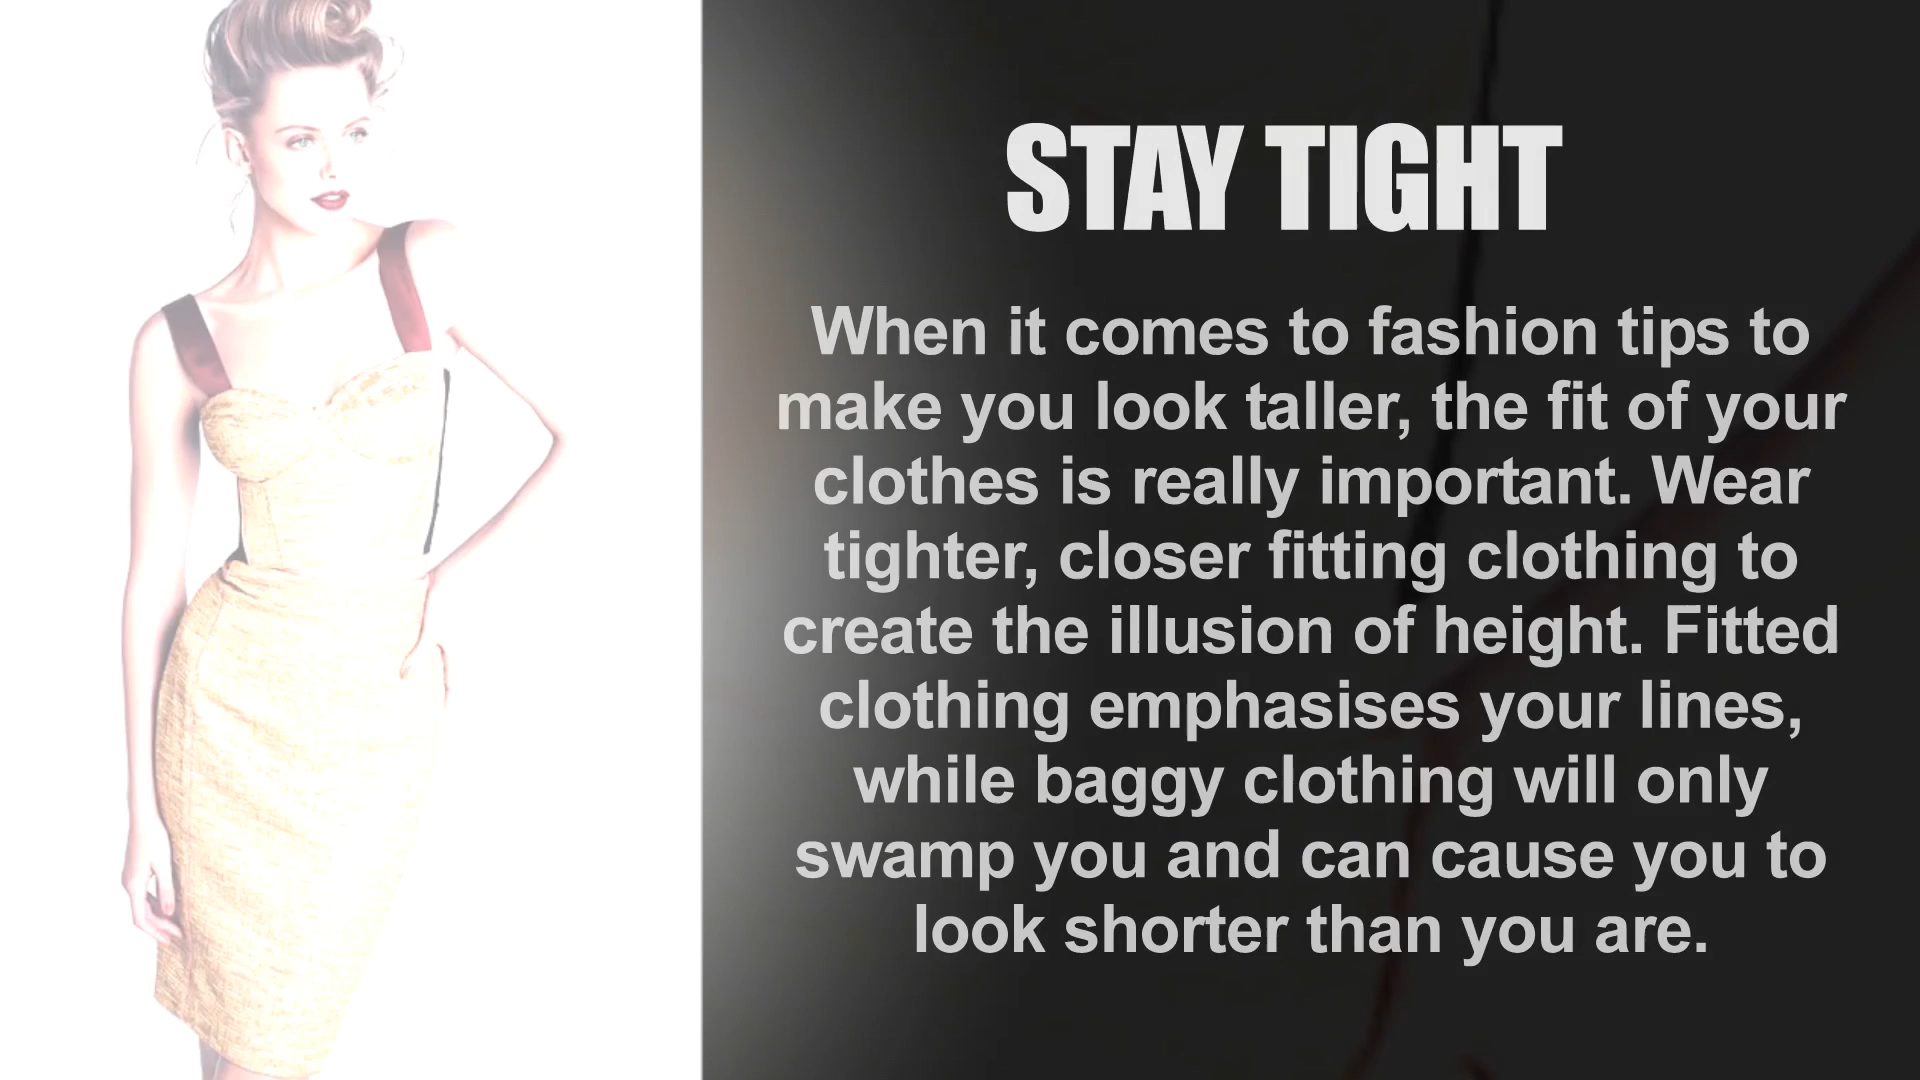 STAY TIGHT
When it comes to fashion tips to
make you look taller, the fit of your
clothes is really important. Wear
tighter, closer fitting clothing to
create the illusion of height. Fitted
clothing emphasises your lines,
while baggy clothing will only
swamp you and can cause you to
look shorter than you are.